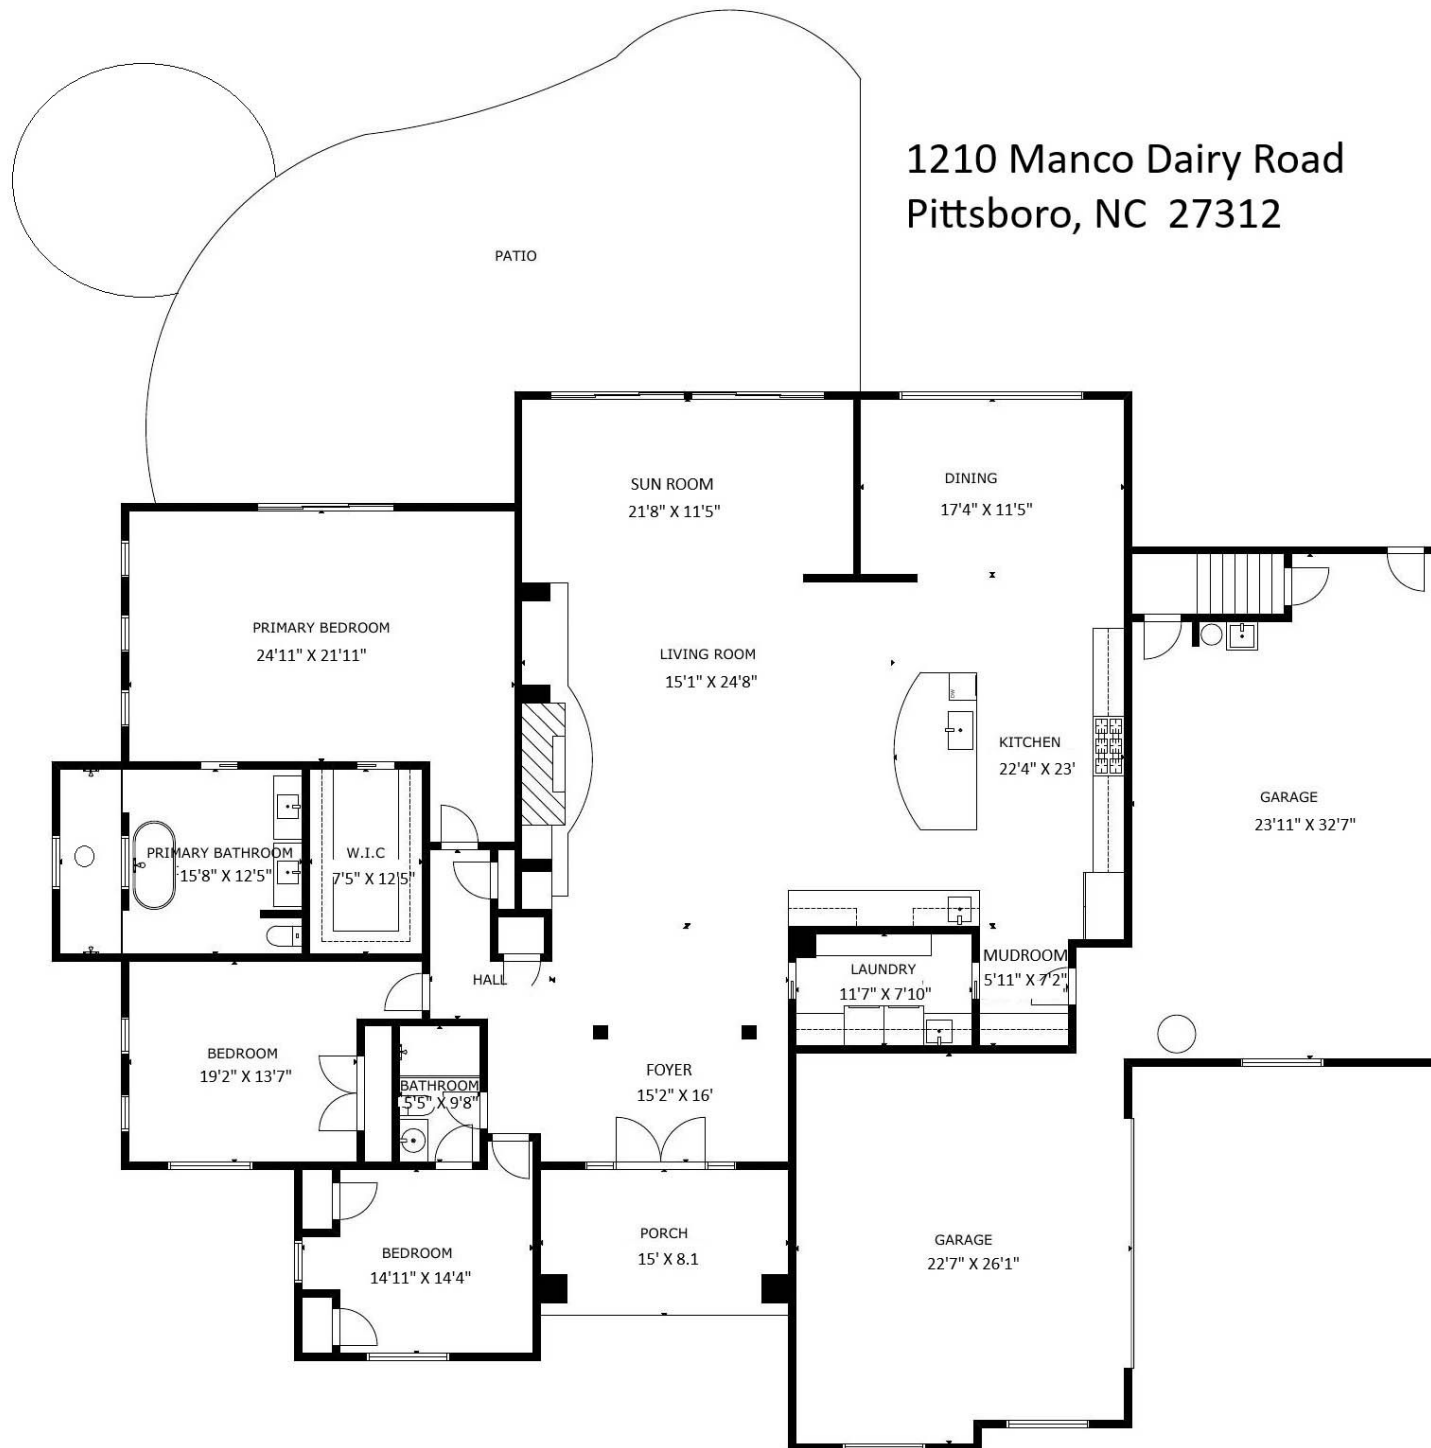 1210 Manco Dairy Road
Pittsboro, NC 27312
PATIO
SUN ROOM
21'8" X 11'5"
DINING
17'4" X 11'5"
PRIMARY BEDROOM
24'11" X 21'11"
LIVING ROOM
15'1" X 24'8"
DW
KITCHEN
22'4" X 23'
GARAGE
23'11" X 32'7"
PRIMARY BATHROOM
15'8" X 12'5"
W.I.C
7'5" X 12'5"
HALL
LAUNDRY
11'7" X 7'10"
MUDROOM
5'11" X 7'2"
BEDROOM
19'2" X 13'7"
BATHROOM
5'5" X 9'8"
FOYER
15'2" X 16'
BEDROOM
14'11" X 14'4"
PORCH
15' X 8.1
GARAGE
22'7" X 26'1"